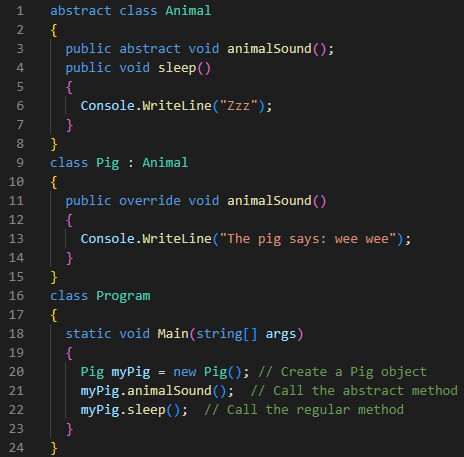 1 abstract class Animal
2 {
3   public abstract void animalSound();
4   public void sleep()
5   {
6     Console.WriteLine("Zzz");
7   }
8 }
9 class Pig : Animal
10 {
11   public override void animalSound()
12   {
13     Console.WriteLine("The pig says: wee wee");
14   }
15 }
16 class Program
17 {
18   static void Main(string[] args)
19   {
20     Pig myPig = new Pig(); // Create a Pig object
21     myPig.animalSound();  // Call the abstract method
22     myPig.sleep();  // Call the regular method
23   }
24 }